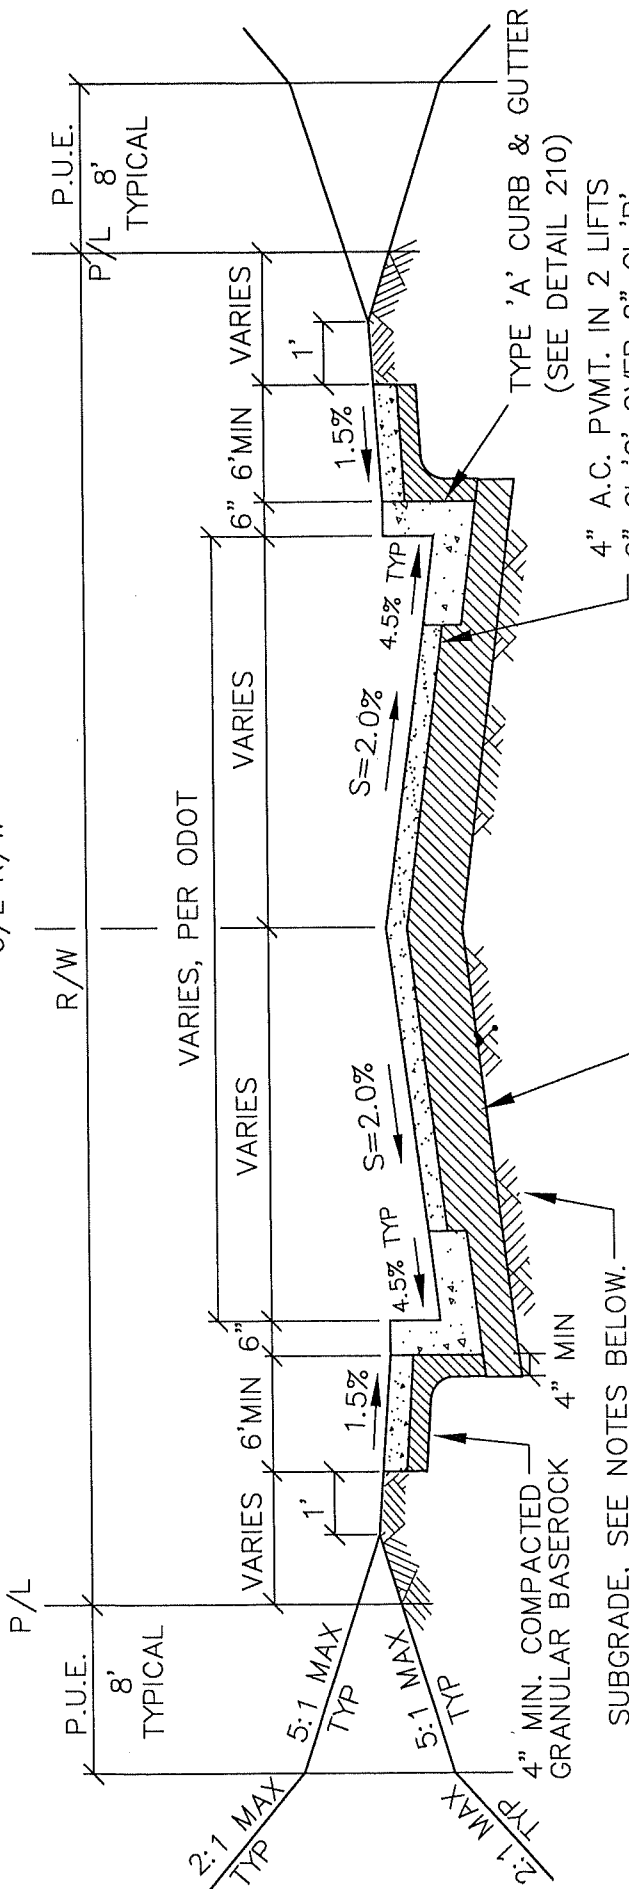 R/W
P/L
P/L
P.U.E.
8'
TYPICAL
VARIES
6'MIN
6"
VARIES
VARIES, PER ODOT
VARIES
6"
6'MIN
VARIES
P.U.E.
8'
TYPICAL
2:1 MAX
TYP
5:1 MAX
TYP
1'
1.5%
4.5% TYP
S=2.0%
S=2.0%
4.5% TYP
1.5%
1'
5:1 MAX
TYP
2:1 MAX
TYP
4" MIN. COMPACTED
GRANULAR BASEROCK
4" MIN
SUBGRADE, SEE NOTES BELOW.
TYPE 'A' CURB & GUTTER
(SEE DETAIL 210)
4" A.C. PVMT. IN 2 LIFTS